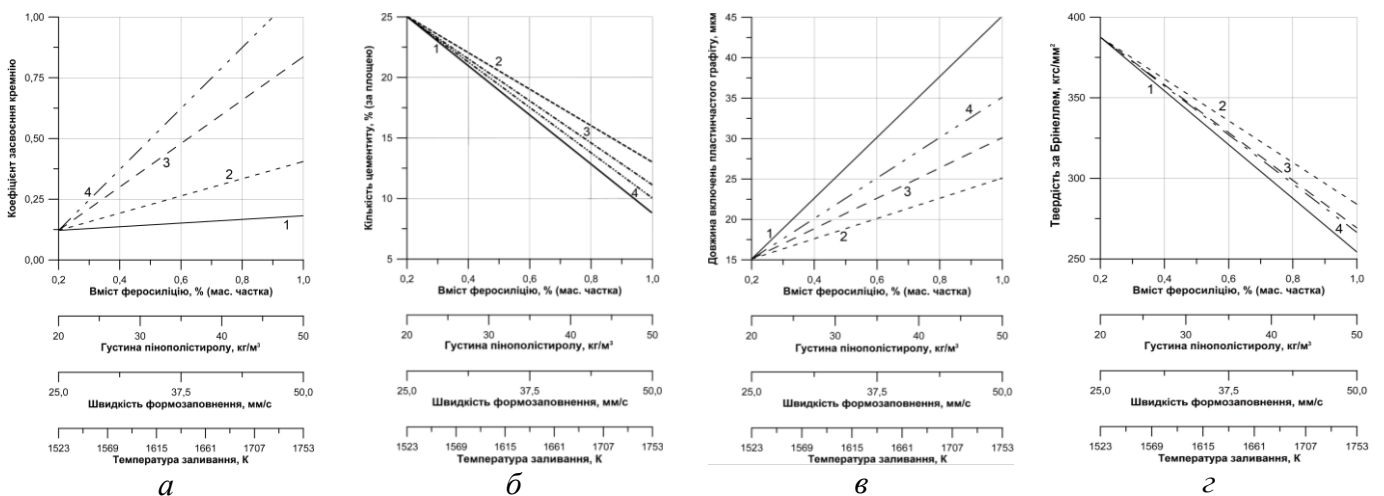 Коефіцієнт засвоєння кремнію
1,00
0,75
0,50
0,25
0,00
4
3
2
1
0,2 0,4 0,6 0,8 1,0
Вміст феросиліцію, % (мас. частка)
20 30 40 50
Густина пінополістиролу, кг/м³
25,0 37,5 50,0
Швидкість формозаповнення, мм/с
1523 1569 1615 1661 1707 1753
Температура заливання, К
а
Кількість цементиту, % (за площею)
25
20
15
10
5
1
2
3
4
0,2 0,4 0,6 0,8 1,0
Вміст феросиліцію, % (мас. частка)
20 30 40 50
Густина пінополістиролу, кг/м³
25,0 37,5 50,0
Швидкість формозаповнення, мм/с
1523 1569 1615 1661 1707 1753
Температура заливання, К
б
Довжина включень пластинчастого графіту, мкм
45
40
35
30
25
20
15
1
4
3
2
0,2 0,4 0,6 0,8 1,0
Вміст феросиліцію, % (мас. частка)
20 30 40 50
Густина пінополістиролу, кг/м³
25,0 37,5 50,0
Швидкість формозаповнення, мм/с
1523 1569 1615 1661 1707 1753
Температура заливання, К
в
Твердість за Брінеллем, кгс/мм²
400
350
300
250
1
2
3
4
0,2 0,4 0,6 0,8 1,0
Вміст феросиліцію, % (мас. частка)
20 30 40 50
Густина пінополістиролу, кг/м³
25,0 37,5 50,0
Швидкість формозаповнення, мм/с
1523 1569 1615 1661 1707 1753
Температура заливання, К
г